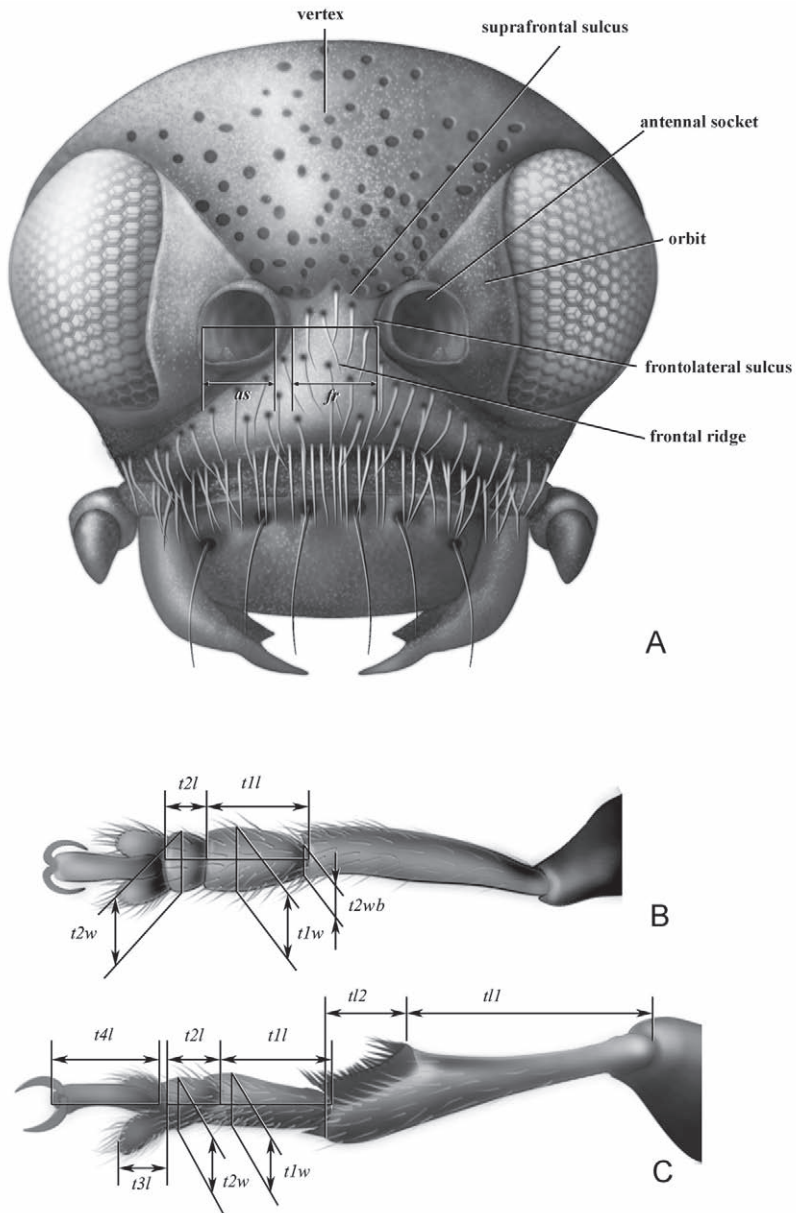 vertex
suprafrontal sulcus
antennal socket
orbit
frontolateral sulcus
as
fr
frontal ridge
A
t2l
t1l
t2w
t1w
t2wb
B
tl2
tl1
t4l
t2l
t1l
t3l
t2w
t1w
C